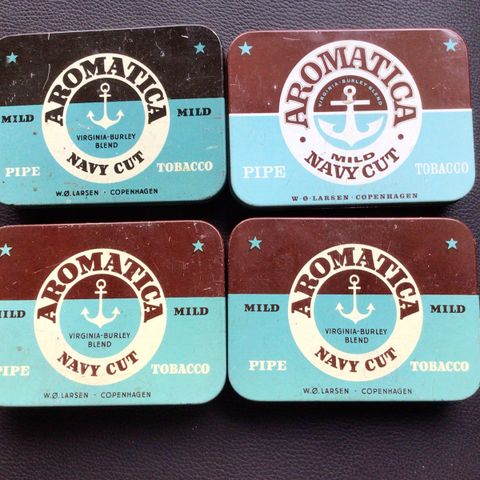 AROMATICA
MILD MILD
VIRGINIA-BURLEY
BLEND
PIPE TOBACCO
NAVY CUT
W.Ø. LARSEN · COPENHAGEN
AROMATICA
VIRGINIA-BURLEY BLEND
PIPE TOBACCO
MILD
NAVY CUT
W·Ø·LARSEN·COPENHAGEN
AROMATICA
MILD MILD
VIRGINIA-BURLEY
BLEND
PIPE TOBACCO
NAVY CUT
W.Ø. LARSEN · COPENHAGEN
AROMATICA
MILD MILD
VIRGINIA-BURLEY
BLEND
PIPE TOBACCO
NAVY CUT
W.Ø. LARSEN · COPENHAGEN